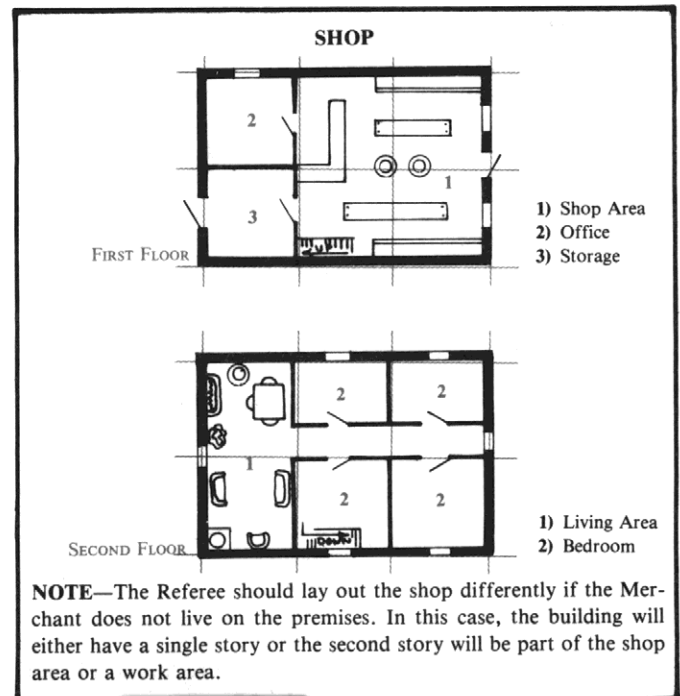 SHOP
2
1
3
1) Shop Area
2) Office
3) Storage
FIRST FLOOR
UP
2
2
1
2
2
DOWN
1) Living Area
2) Bedroom
SECOND FLOOR
NOTE—The Referee should lay out the shop differently if the Mer-
chant does not live on the premises. In this case, the building will
either have a single story or the second story will be part of the shop
area or a work area.